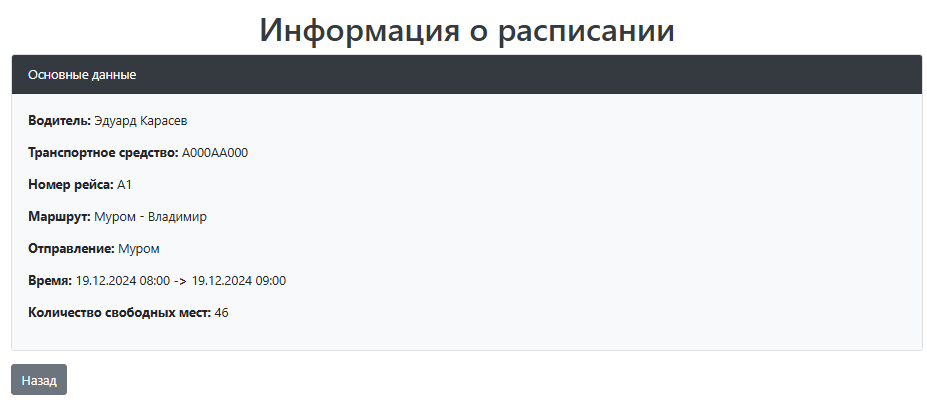 Информация о расписании
Основные данные
Водитель: Эдуард Карасев
Транспортное средство: А000АА000
Номер рейса: А1
Маршрут: Муром - Владимир
Отправление: Муром
Время: 19.12.2024 08:00 -> 19.12.2024 09:00
Количество свободных мест: 46
Назад